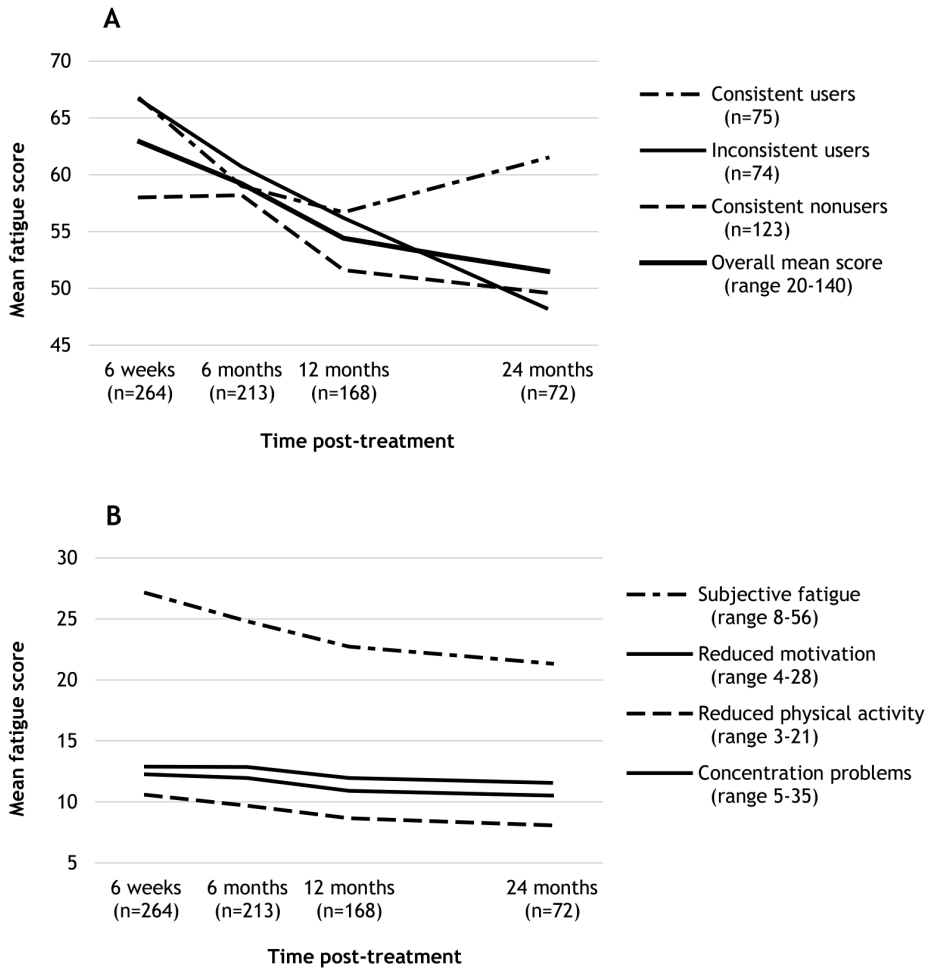 A
70
65
60
55
50
45
Mean fatigue score
6 weeks
(n=264)
6 months
(n=213)
12 months
(n=168)
24 months
(n=72)
Time post-treatment
Consistent users
(n=75)
Inconsistent users
(n=74)
Consistent nonusers
(n=123)
Overall mean score
(range 20-140)
B
30
25
20
15
10
5
Mean fatigue score
6 weeks
(n=264)
6 months
(n=213)
12 months
(n=168)
24 months
(n=72)
Time post-treatment
Subjective fatigue
(range 8-56)
Reduced motivation
(range 4-28)
Reduced physical activity
(range 3-21)
Concentration problems
(range 5-35)